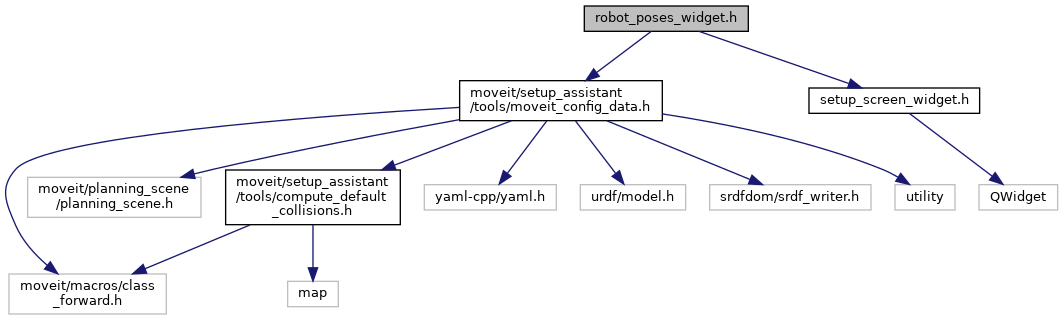 robot_poses_widget.h
moveit/setup_assistant
/tools/moveit_config_data.h
setup_screen_widget.h
moveit/planning_scene
/planning_scene.h
moveit/setup_assistant
/tools/compute_default
_collisions.h
yaml-cpp/yaml.h
urdf/model.h
srdfdom/srdf_writer.h
utility
QWidget
moveit/macros/class
_forward.h
map